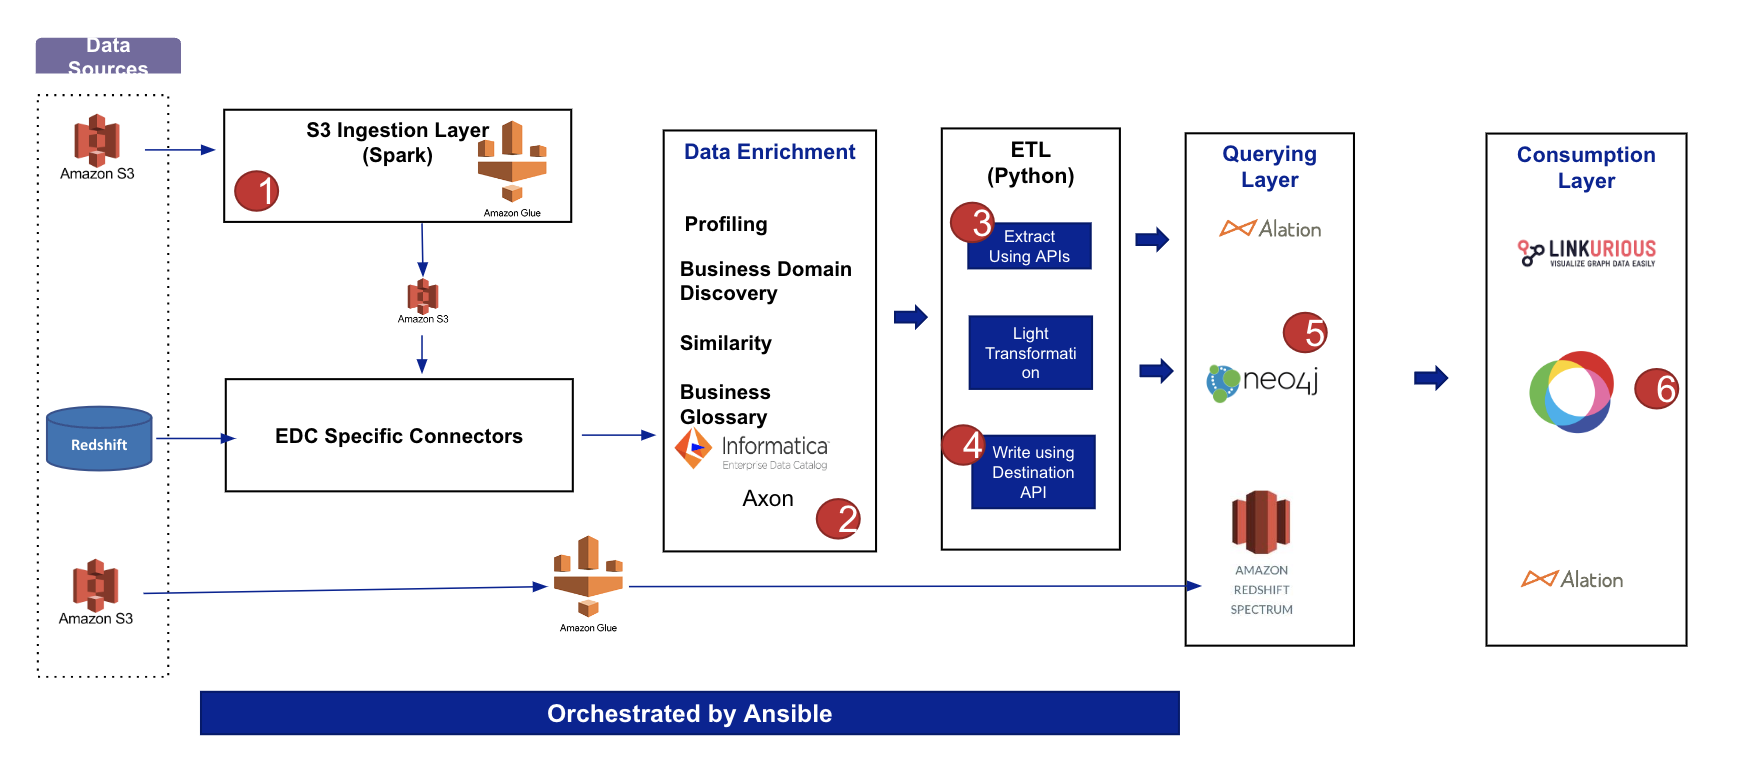 Data
Sources
Amazon S3
Redshift
Amazon S3
S3 Ingestion Layer
(Spark)
1
Amazon Glue
Amazon S3
EDC Specific Connectors
Amazon Glue
Data Enrichment
Profiling
Business Domain
Discovery
Similarity
Business
Glossary
Informatica
Enterprise Data Catalog
Axon
2
ETL
(Python)
3
Extract
Using APIs
Light
Transformati
on
4
Write using
Destination
API
Querying
Layer
Alation
5
neo4j
AMAZON
REDSHIFT
SPECTRUM
Consumption
Layer
LINKURIOUS
VISUALIZE GRAPH DATA EASILY
6
Alation
Orchestrated by Ansible